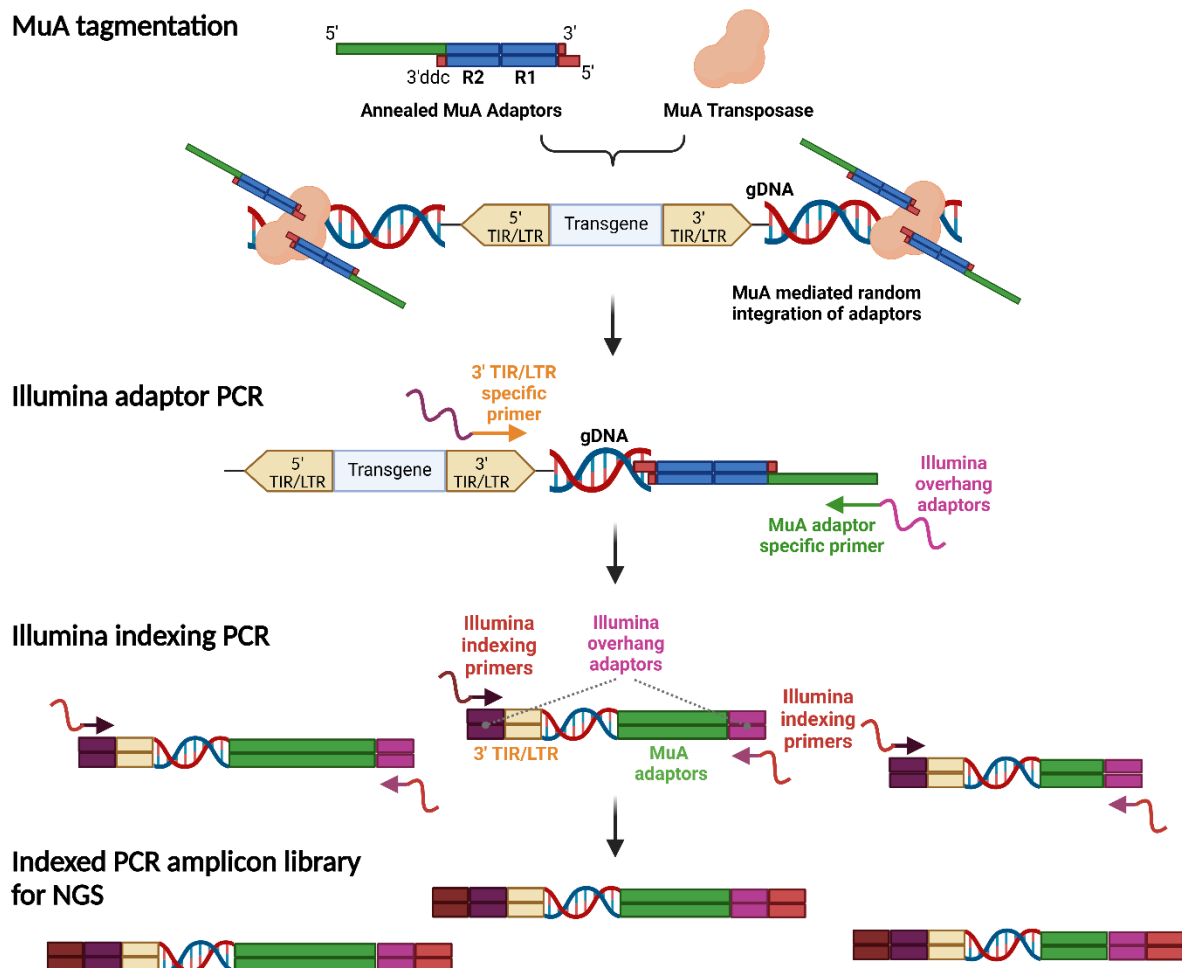 MuA tagmentation
5'
3'
3'ddc
R2
R1
5'
Annealed MuA Adaptors
MuA Transposase
gDNA
5'
TIR/LTR
Transgene
3'
TIR/LTR
MuA mediated random
integration of adaptors
Illumina adaptor PCR
3' TIR/LTR
specific
primer
gDNA
5'
TIR/LTR
Transgene
3'
TIR/LTR
Illumina
overhang
adaptors
MuA adaptor
specific primer
Illumina indexing PCR
Illumina
indexing
primers
Illumina
overhang
adaptors
Illumina
indexing
primers
3' TIR/LTR
MuA
adaptors
Indexed PCR amplicon library
for NGS